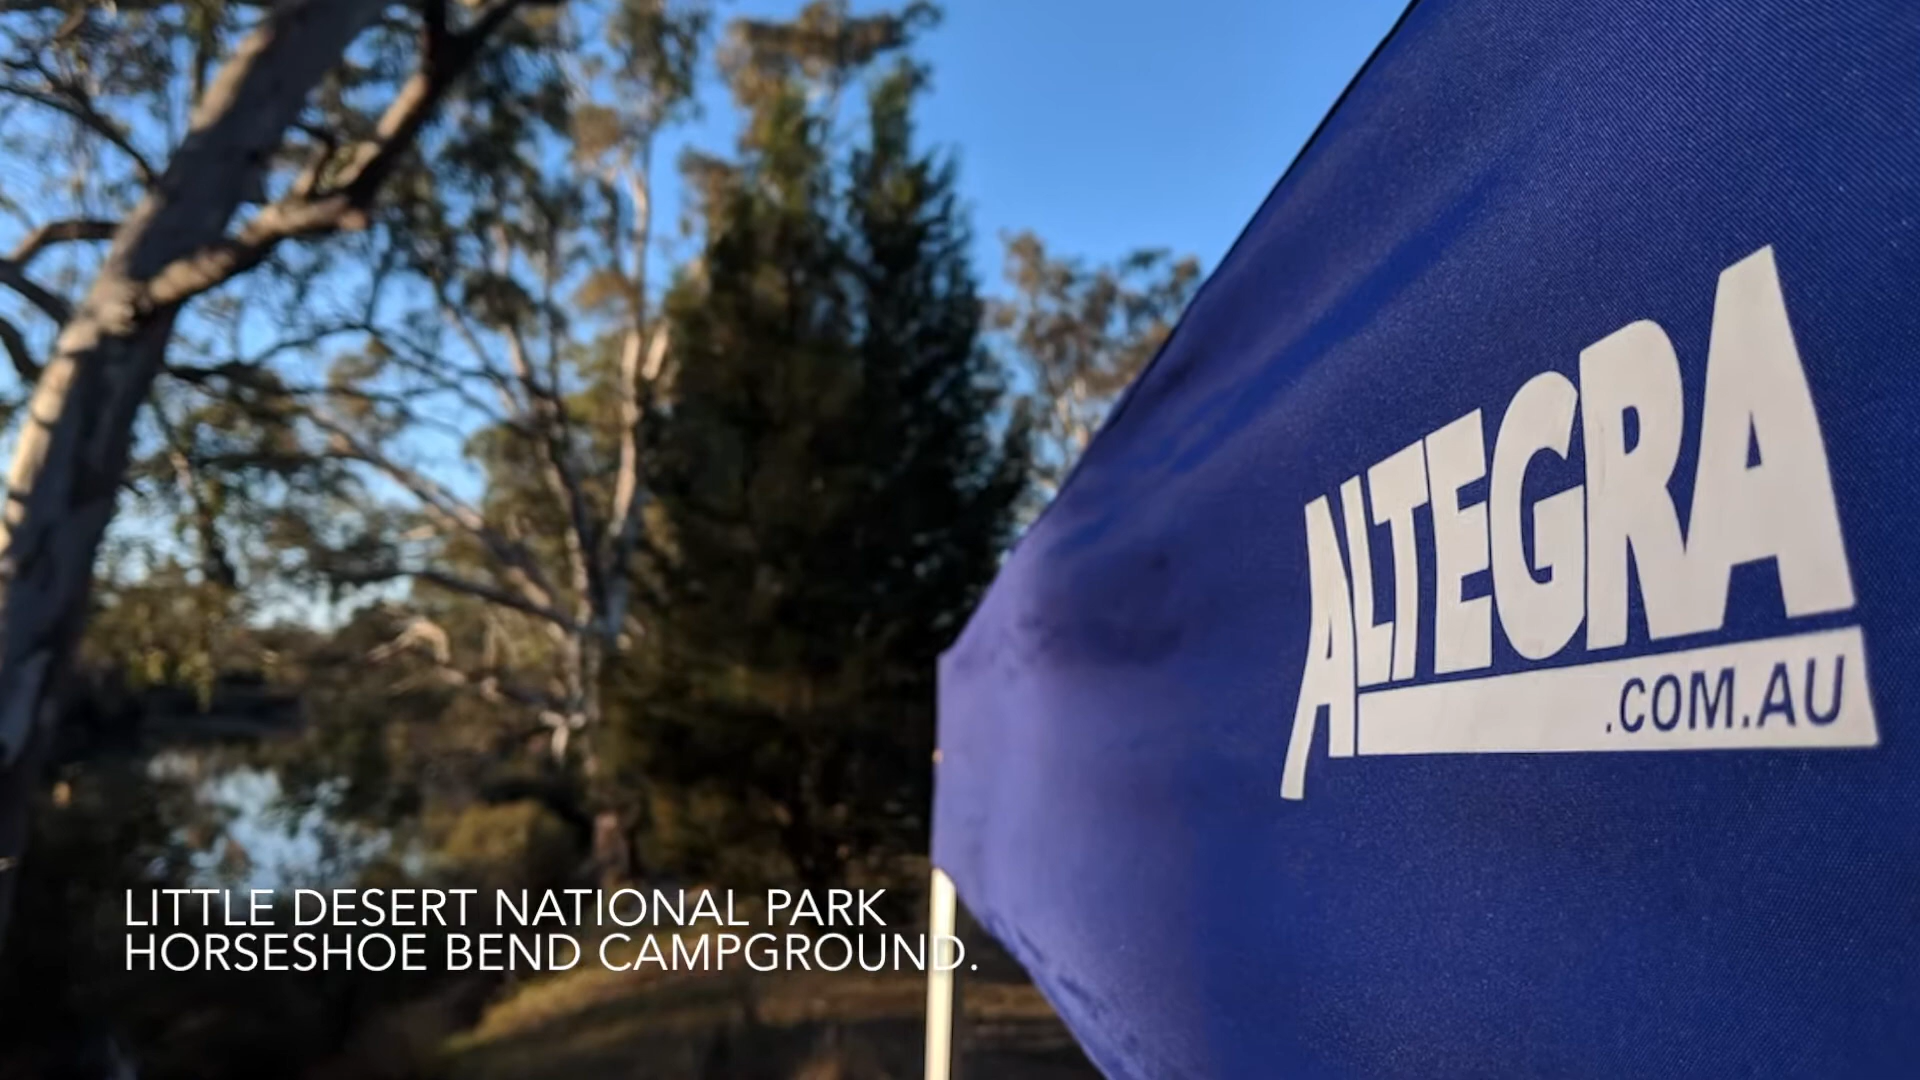 ALTEGRA
.COM.AU
LITTLE DESERT NATIONAL PARK
HORSESHOE BEND CAMPGROUND.